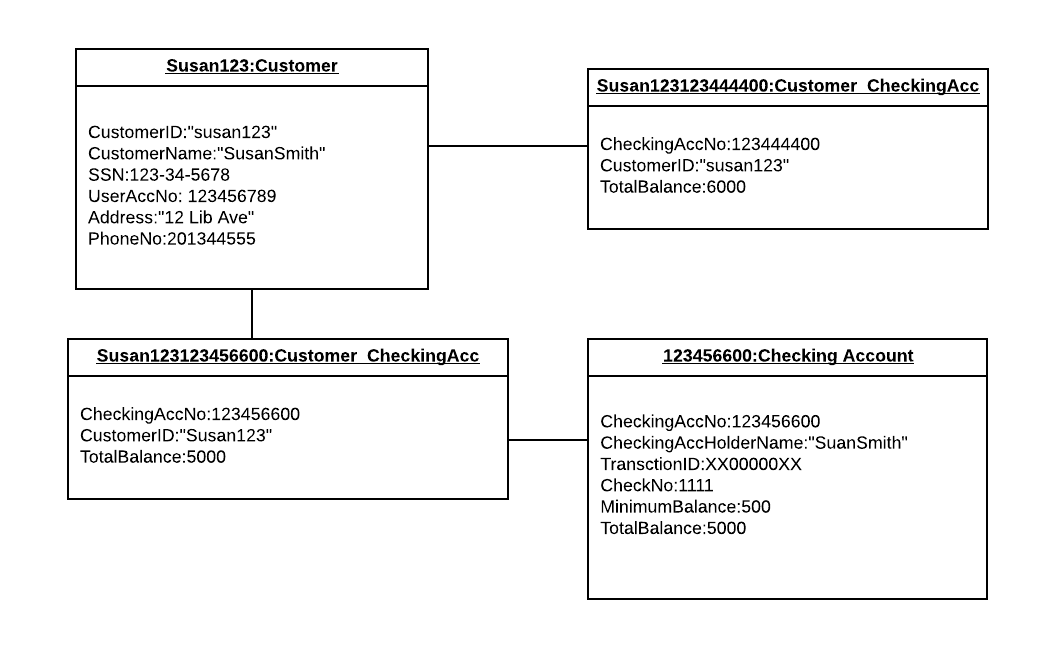 Susan123:Customer
CustomerID:"susan123"
CustomerName:"SusanSmith"
SSN:123-34-5678
UserAccNo: 123456789
Address:"12 Lib Ave"
PhoneNo:201344555
Susan123123444400:Customer_CheckingAcc
CheckingAccNo:123444400
CustomerID:"susan123"
TotalBalance:6000
Susan123123456600:Customer_CheckingAcc
CheckingAccNo:123456600
CustomerID:"Susan123"
TotalBalance:5000
123456600:Checking Account
CheckingAccNo:123456600
CheckingAccHolderName:"SuanSmith"
TransctionID:XX00000XX
CheckNo:1111
MinimumBalance:500
TotalBalance:5000